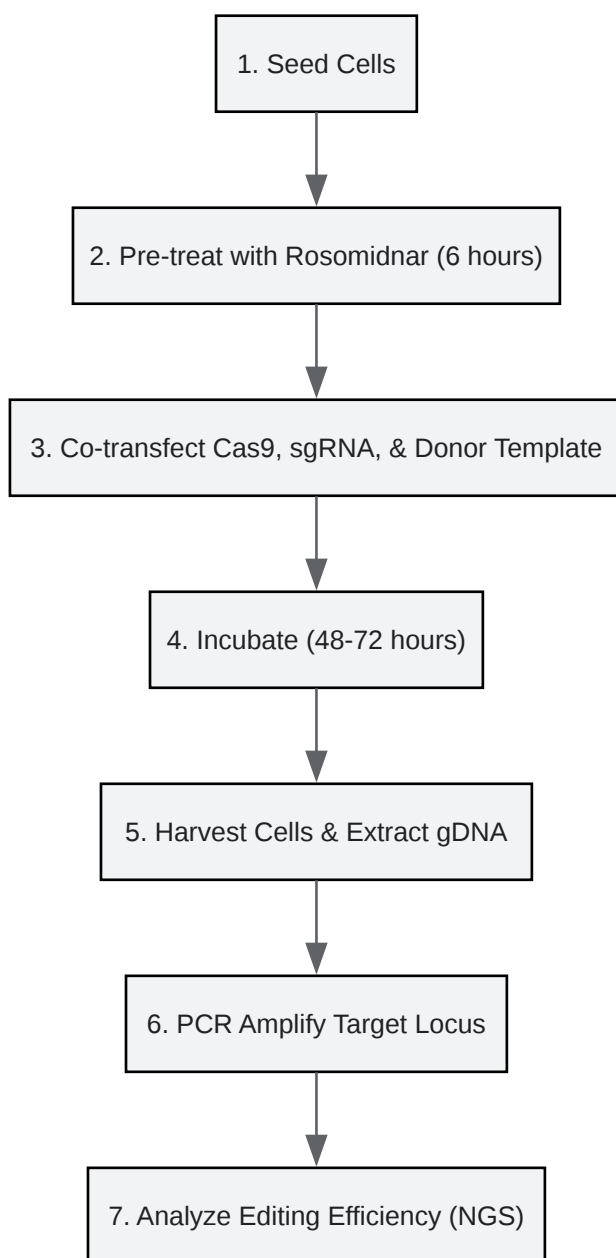 1. Seed Cells
2. Pre-treat with Rosomidnar (6 hours)
3. Co-transfect Cas9, sgRNA, & Donor Template
4. Incubate (48-72 hours)
5. Harvest Cells & Extract gDNA
6. PCR Amplify Target Locus
7. Analyze Editing Efficiency (NGS)